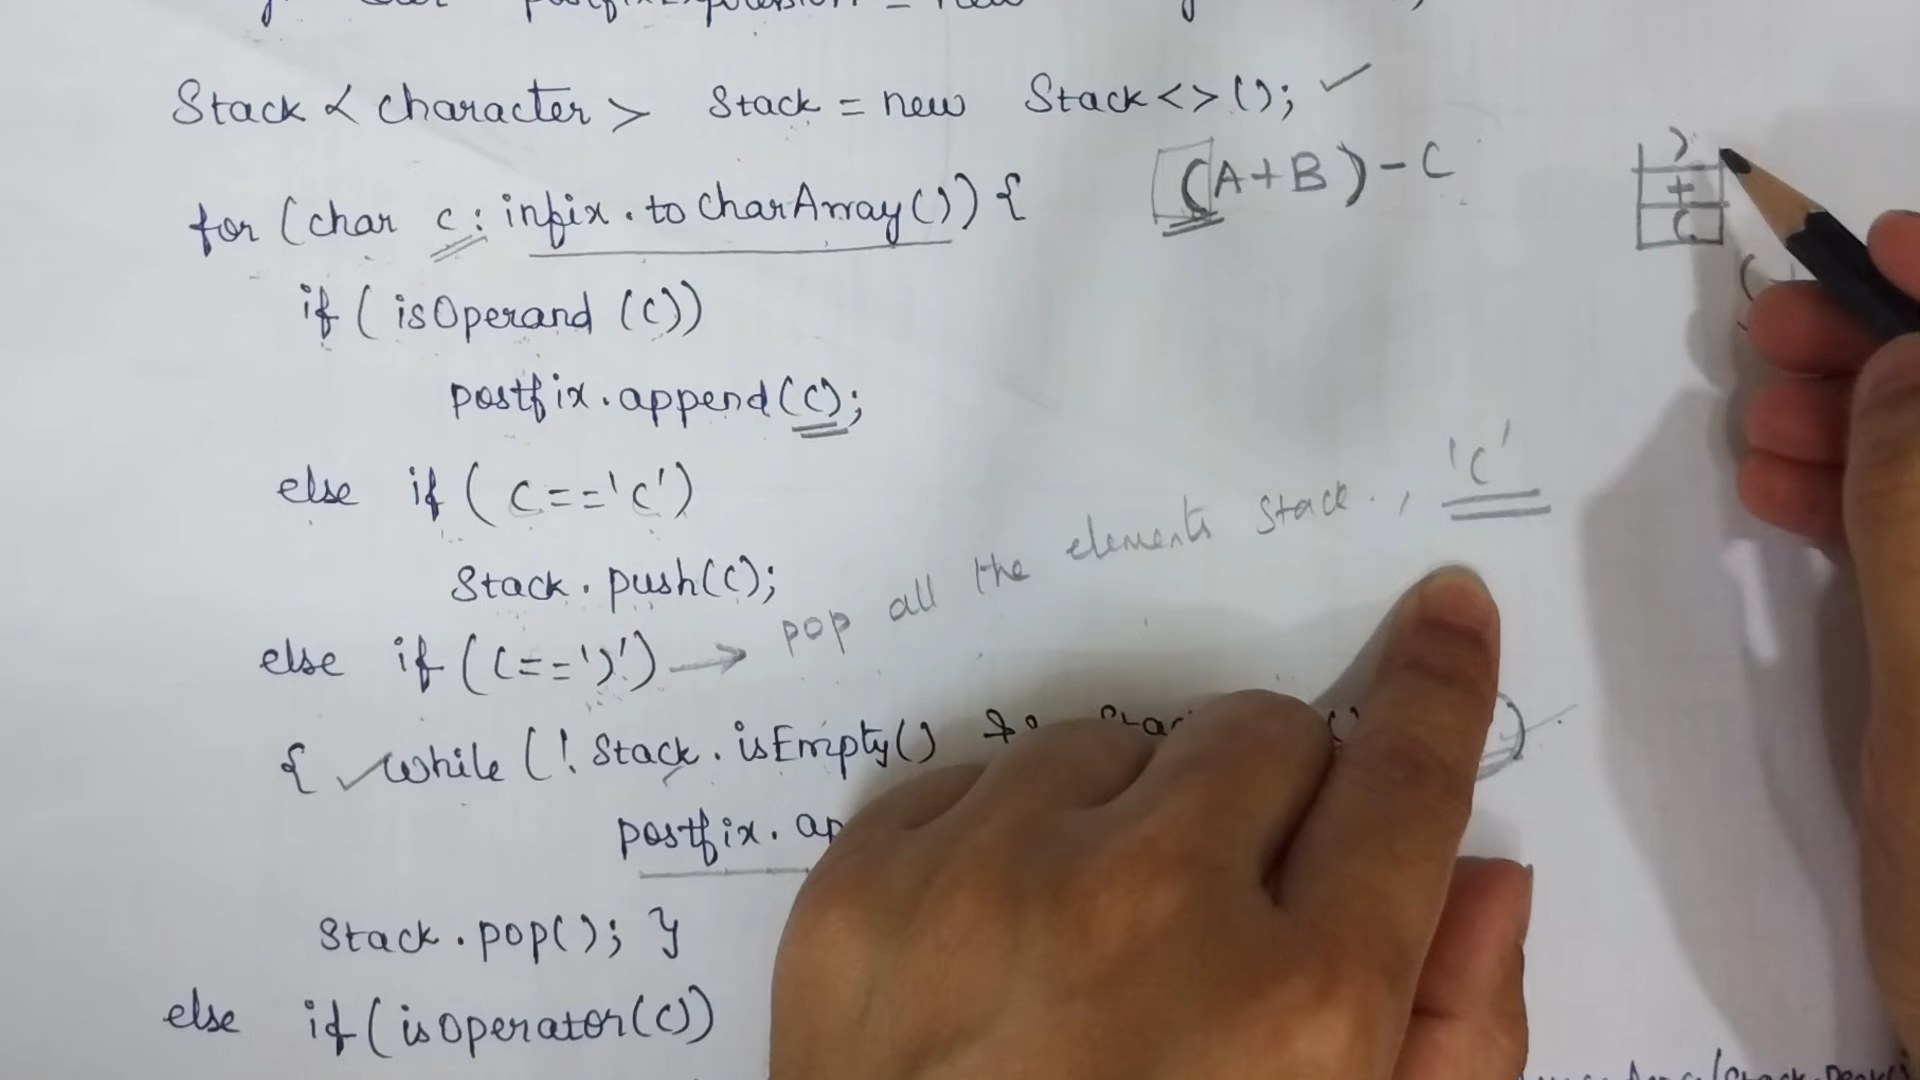 = new
Stack < character > Stack = new Stack<>();
for (char c: infix.to charArray()) {
(A+B)-C
)
+
(
if (isOperand (c))
postfix.append(c);
else if (c=='(')
'('
Stack.push(c);
pop all the elements stack.,
else if (c==')')
{ while (! Stack.isEmpty()
postfix.
Stack.pop(); }
else if (isOperator(c))